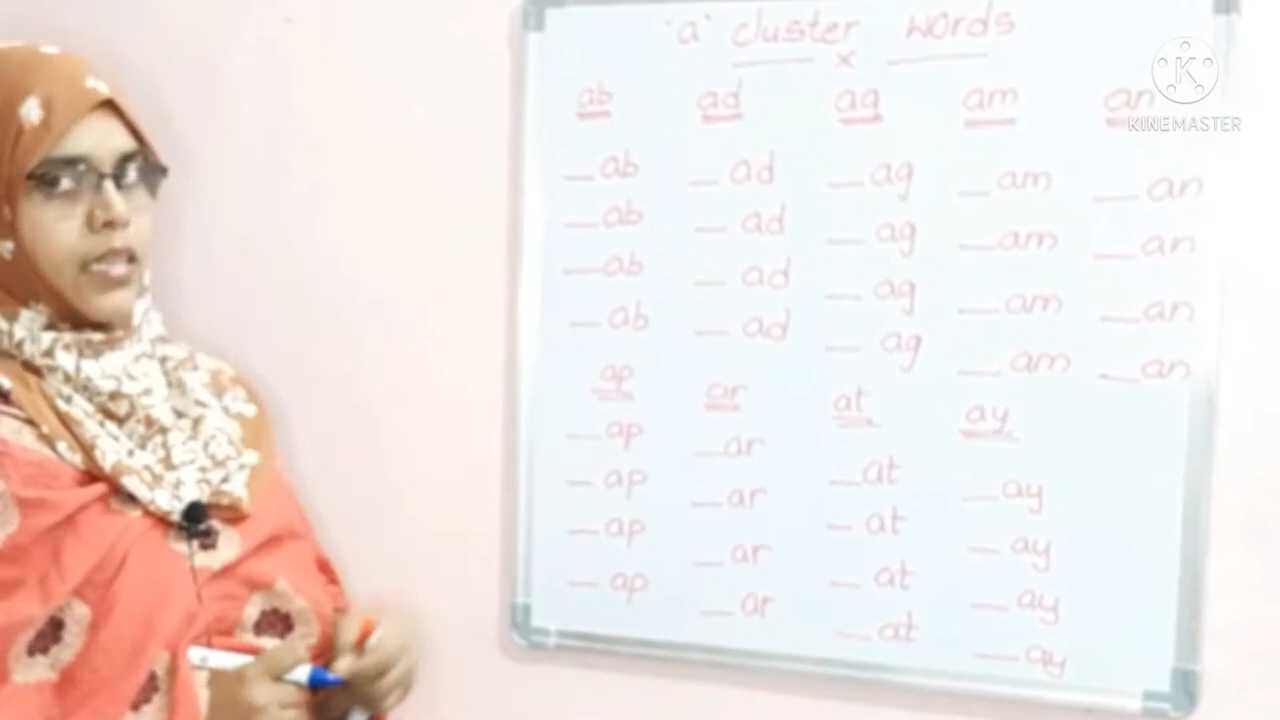 'a' cluster words
x
ab ad ag am an
__ab __ad __ag __am __an
__ab __ad __ag __am __an
__ab __ad __ag __am __an
__ab __ad __ag __am __an
ap ar at ay
__ap __ar __at __ay
__ap __ar __at __ay
__ap __ar __at __ay
__ap __ar __at __ay
K
KINEMASTER